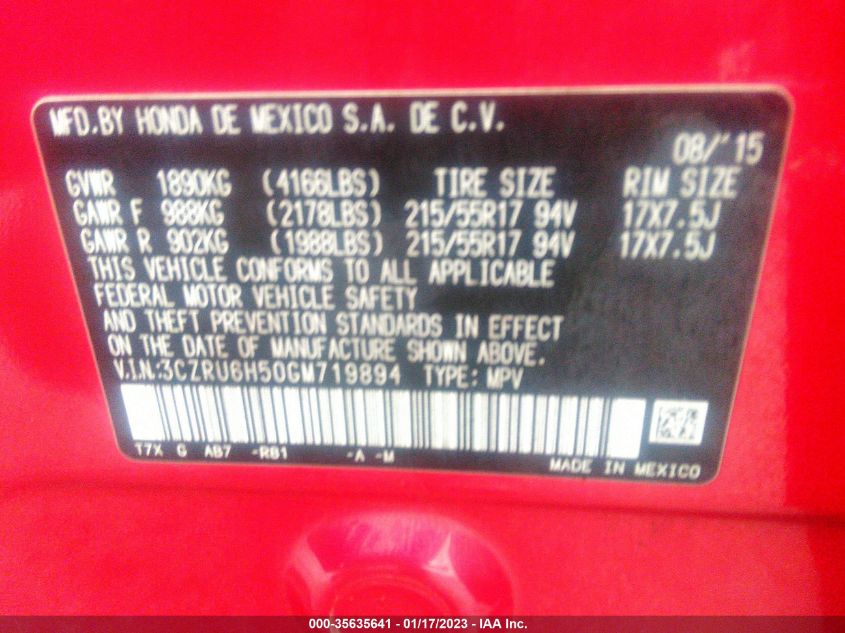 MFD.BY HONDA DE MEXICO S.A. DE C.V.
08/'15
GVWR 1890KG (4166LBS) TIRE SIZE RIM SIZE
GAWR F 988KG (2178LBS) 215/55R17 94V 17X7.5J
GAWR R 902KG (1988LBS) 215/55R17 94V 17X7.5J
THIS VEHICLE CONFORMS TO ALL APPLICABLE
FEDERAL MOTOR VEHICLE SAFETY
AND THEFT PREVENTION STANDARDS IN EFFECT
ON THE DATE OF MANUFACTURE SHOWN ABOVE.
V.I.N.:3CZRU6H50GM719894 TYPE: MPV
T7X G AB7 -RB1 -A -M
MADE IN MEXICO
000-35635641 - 01/17/2023 - IAA Inc.